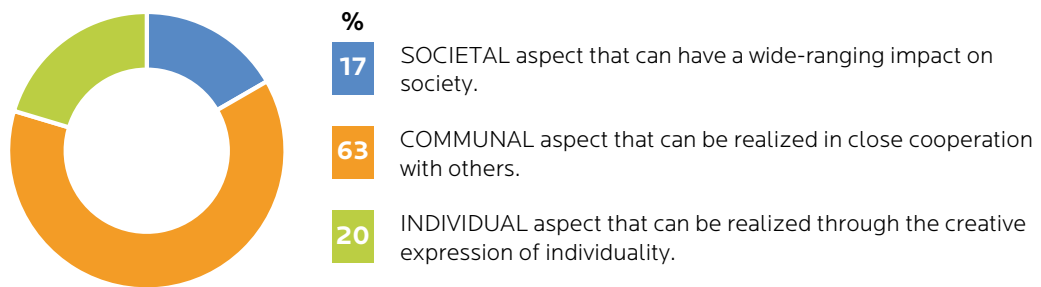 %
17 SOCIETAL aspect that can have a wide-ranging impact on
society.
63 COMMUNAL aspect that can be realized in close cooperation
with others.
20 INDIVIDUAL aspect that can be realized through the creative
expression of individuality.